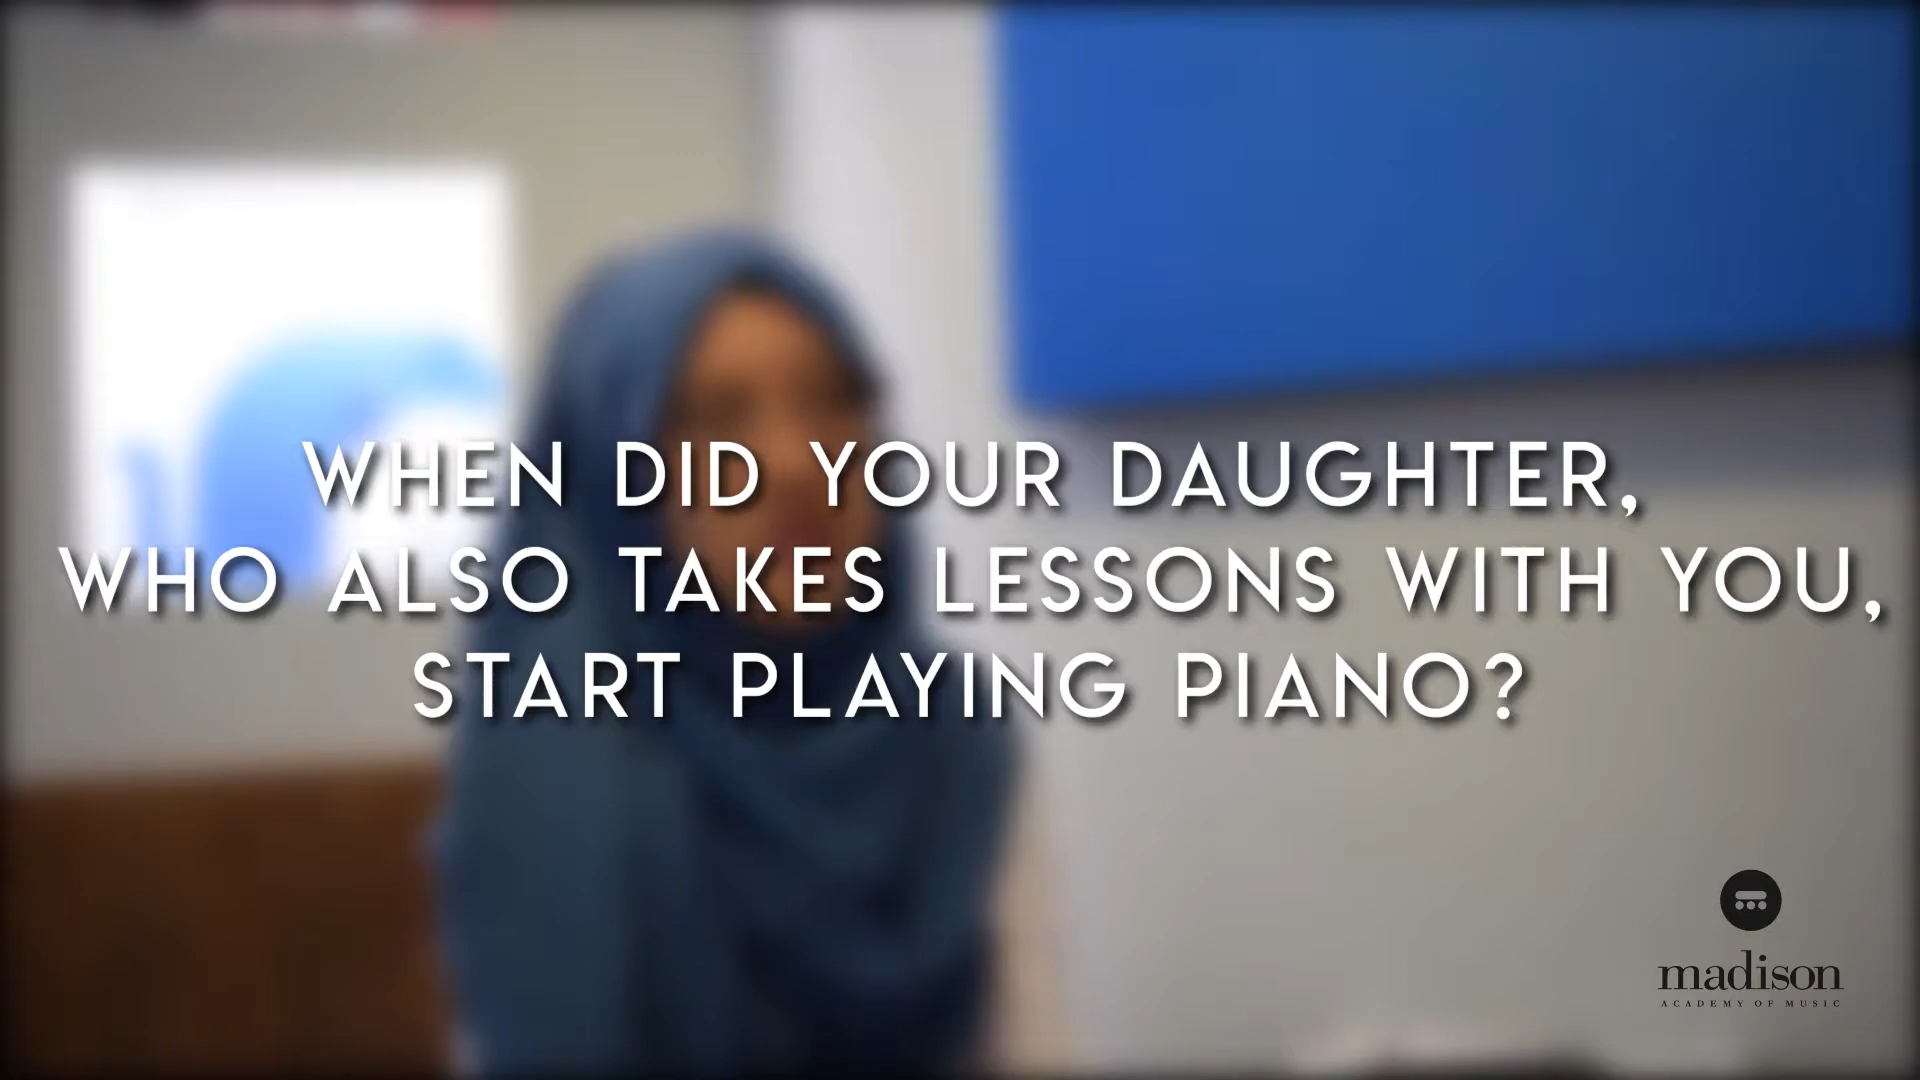 WHEN DID YOUR DAUGHTER,
WHO ALSO TAKES LESSONS WITH YOU,
START PLAYING PIANO?
madison
ACADEMY OF MUSIC